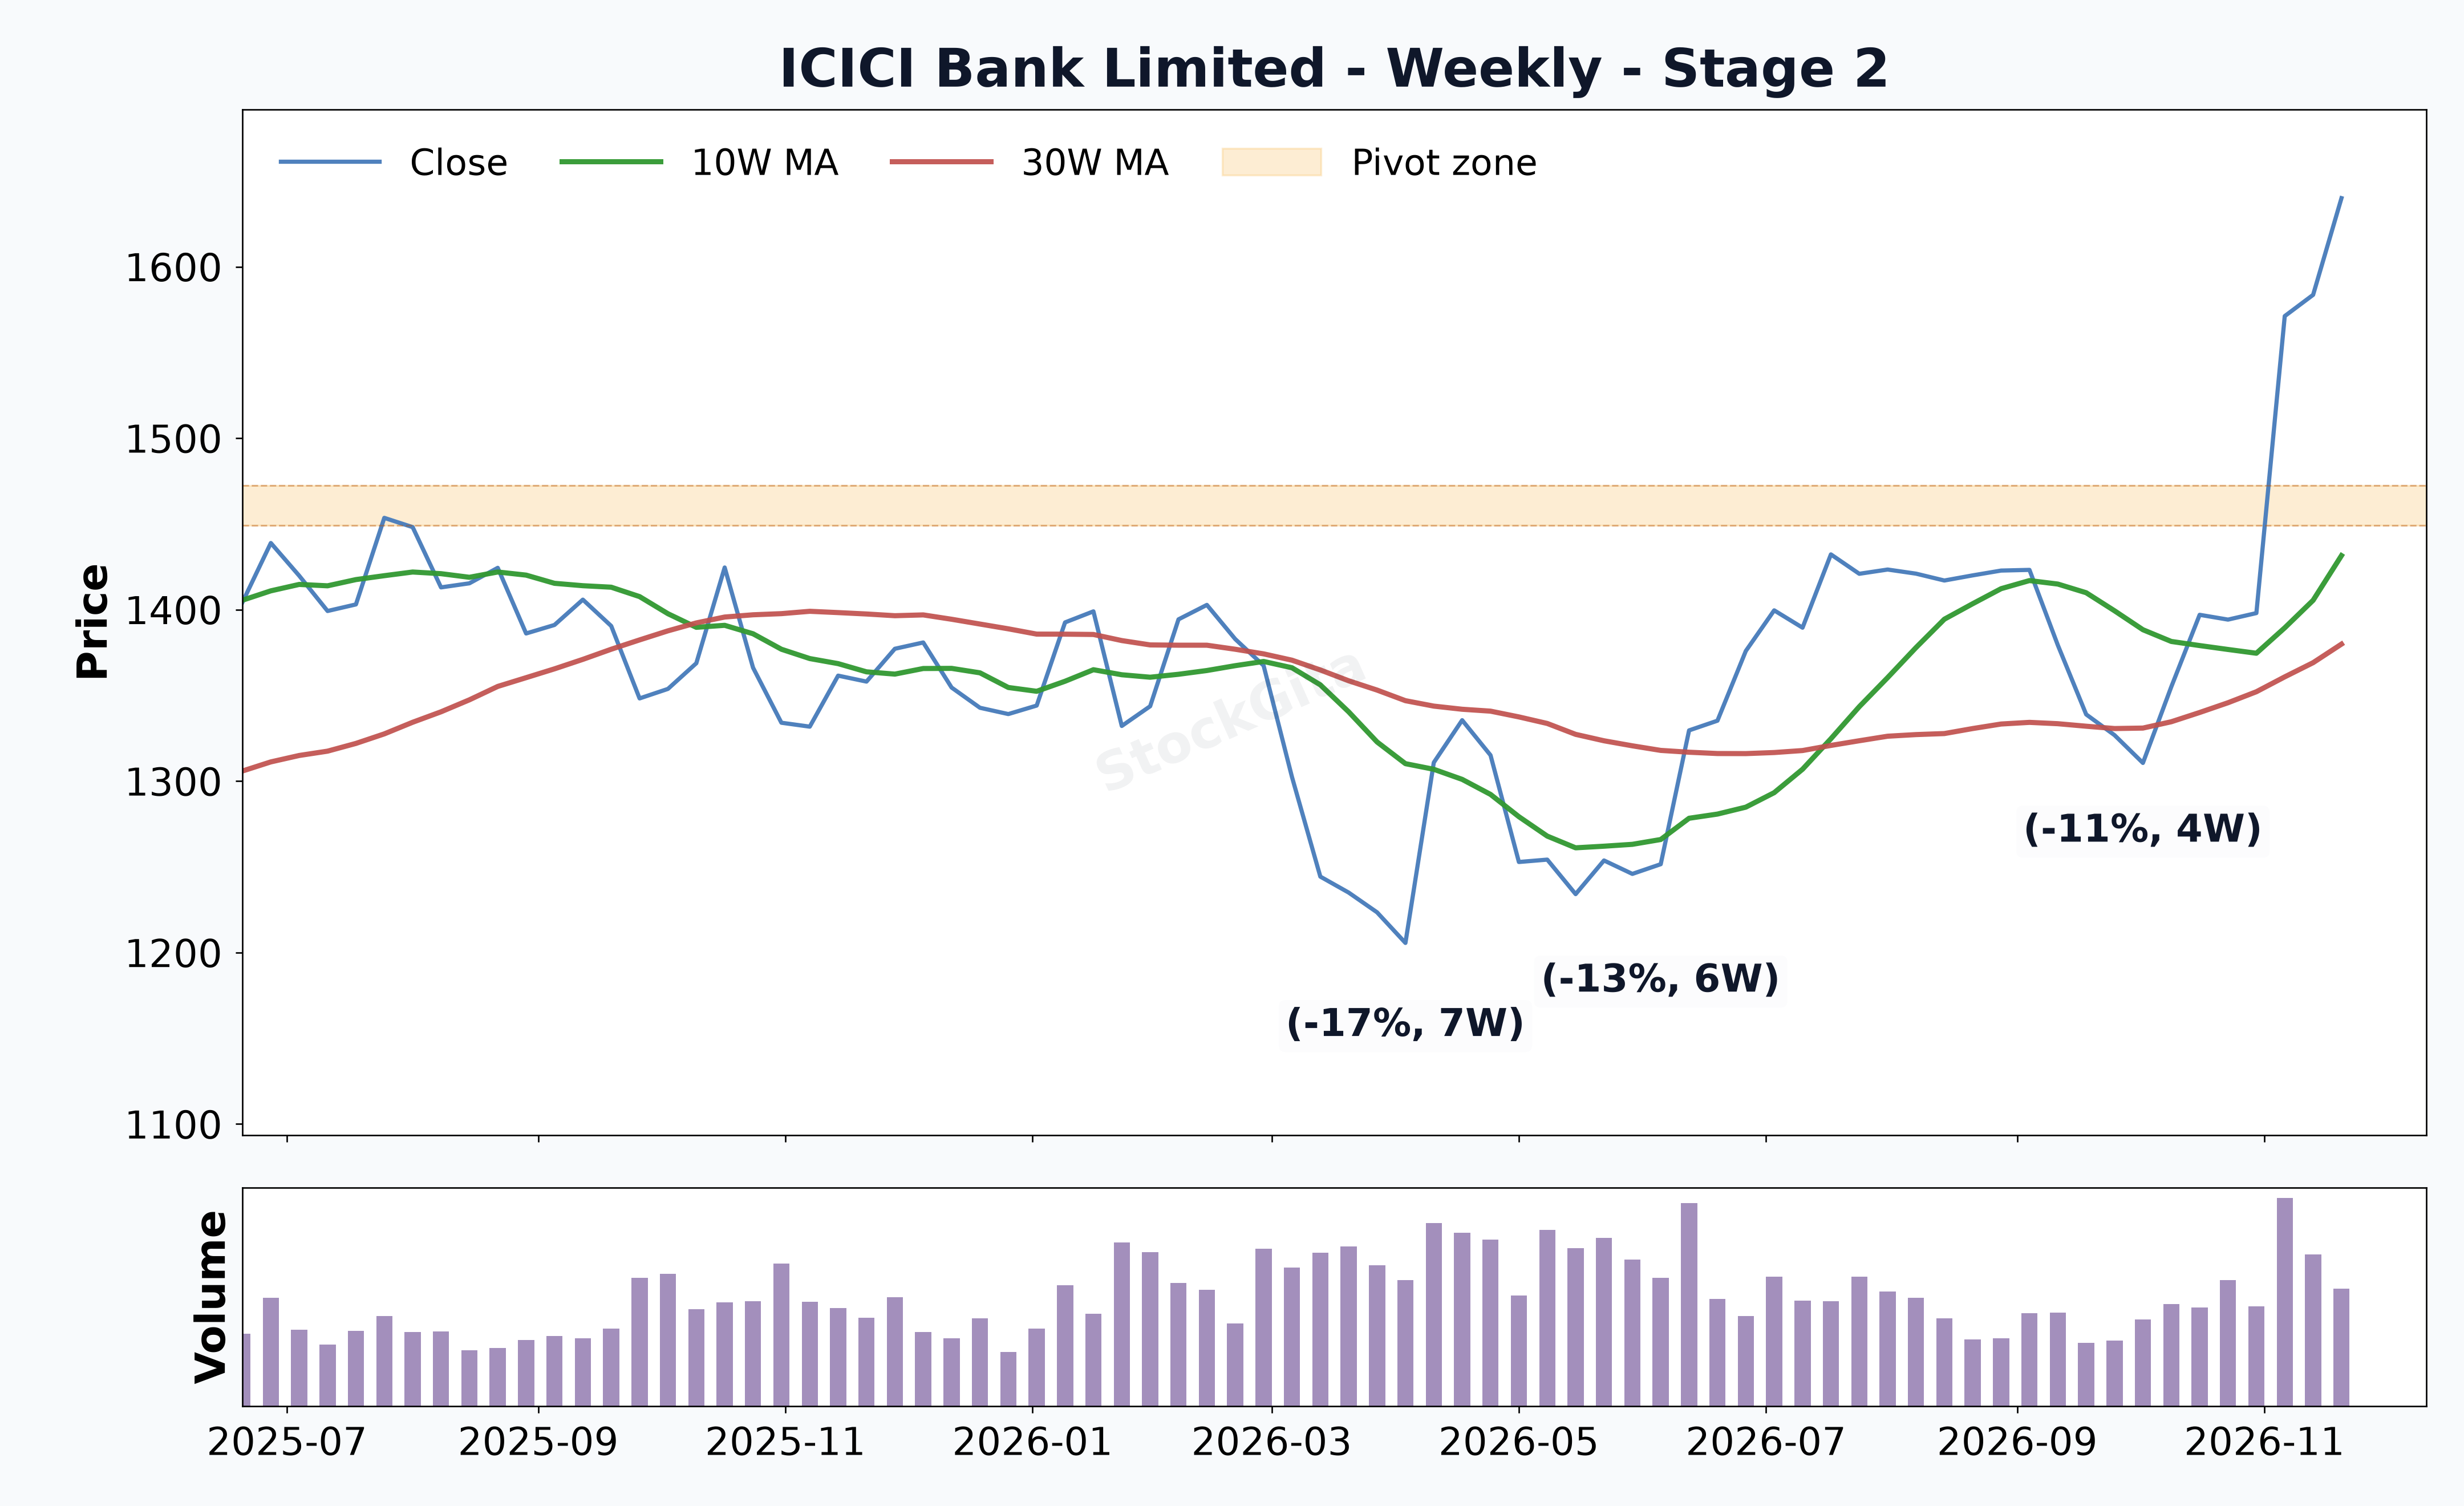 ICICI Bank Limited - Weekly - Stage 2
Close
10W MA
30W MA
Pivot zone
Price
1600
1500
1400
1300
1200
1100
(-11%, 4W)
(-13%, 6W)
(-17%, 7W)
Volume
2025-07
2025-09
2025-11
2026-01
2026-03
2026-05
2026-07
2026-09
2026-11